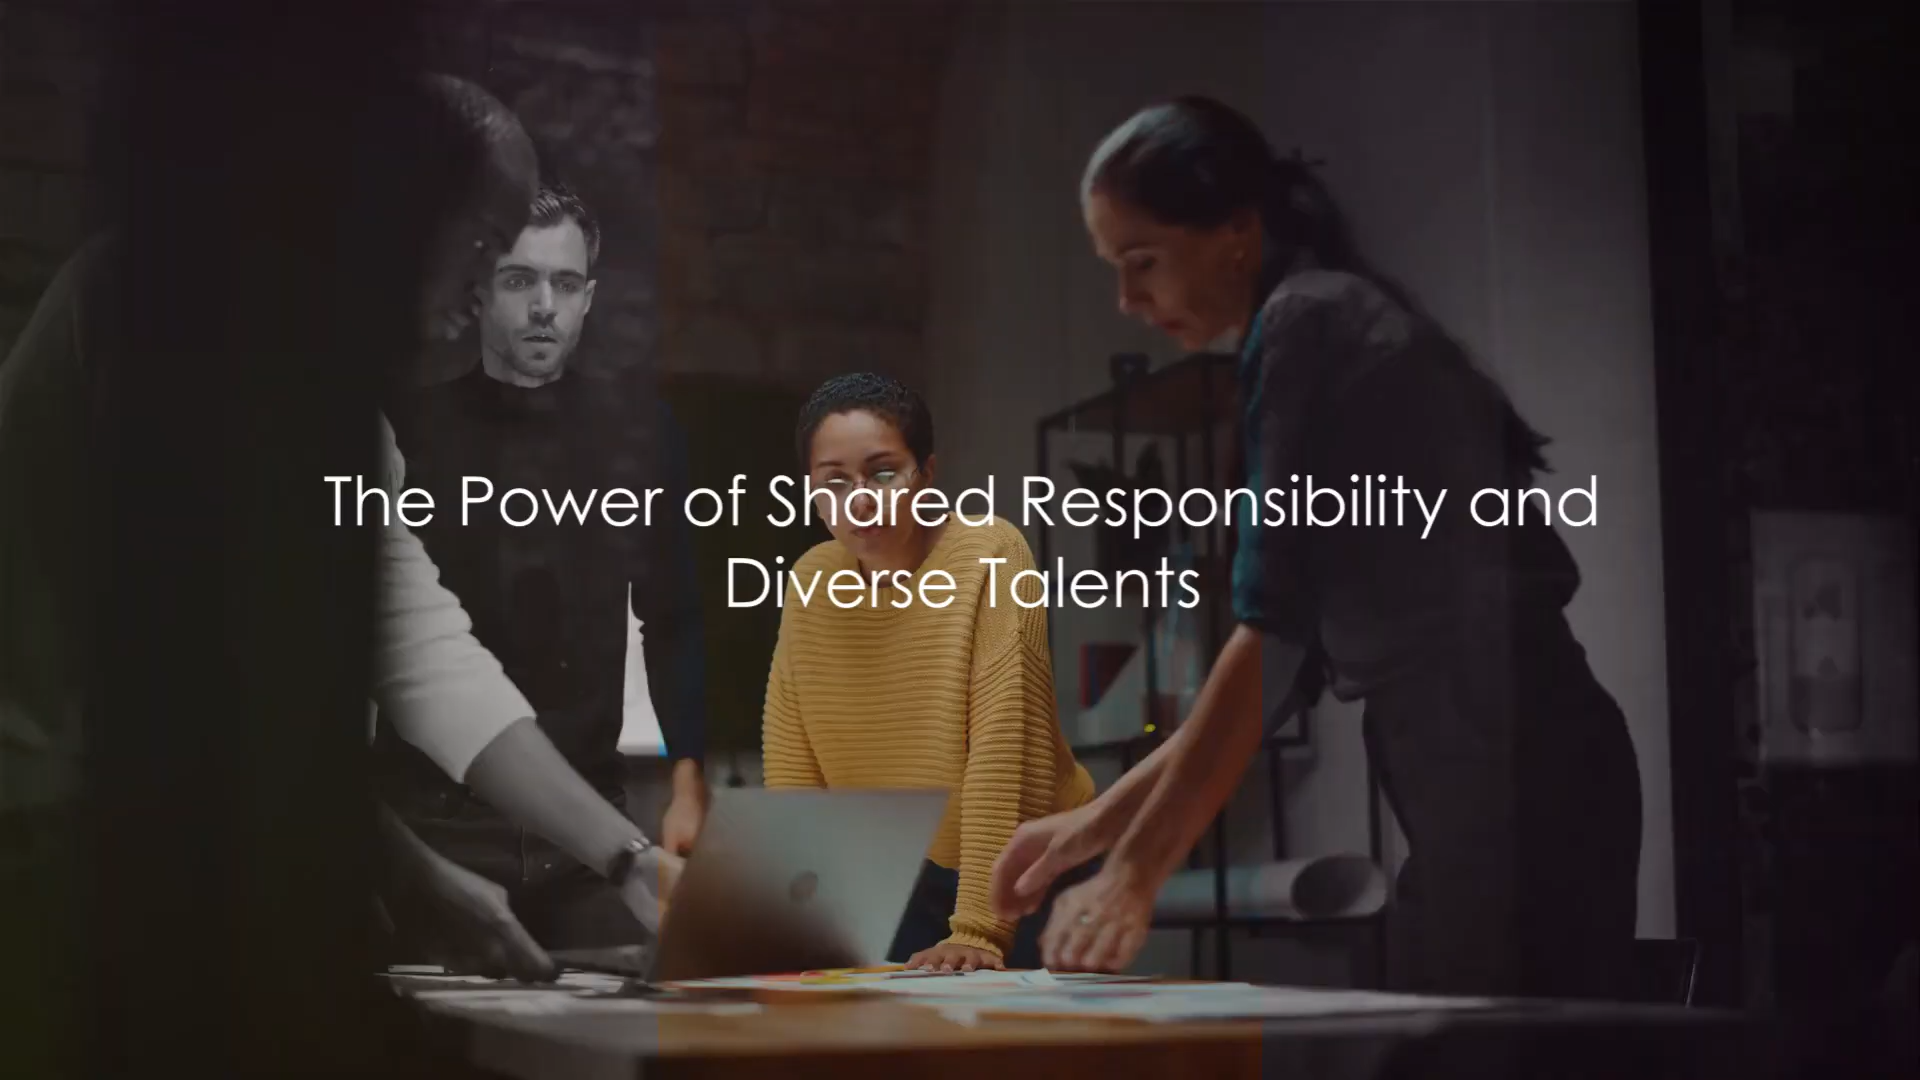 The Power of Shared Responsibility and
Diverse Talents